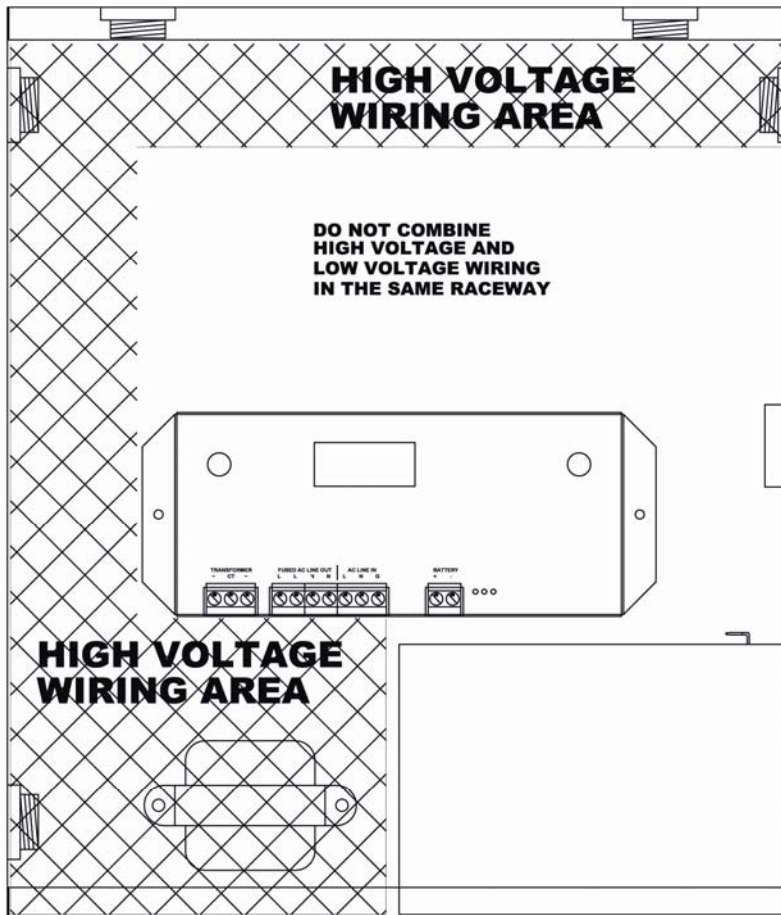 HIGH VOLTAGE
WIRING AREA
DO NOT COMBINE
HIGH VOLTAGE AND
LOW VOLTAGE WIRING
IN THE SAME RACEWAY
TRANSFORMER FUSED AC LINE OUT AC LINE IN BATTERY
~ CT ~ L L N N L N G + -
HIGH VOLTAGE
WIRING AREA